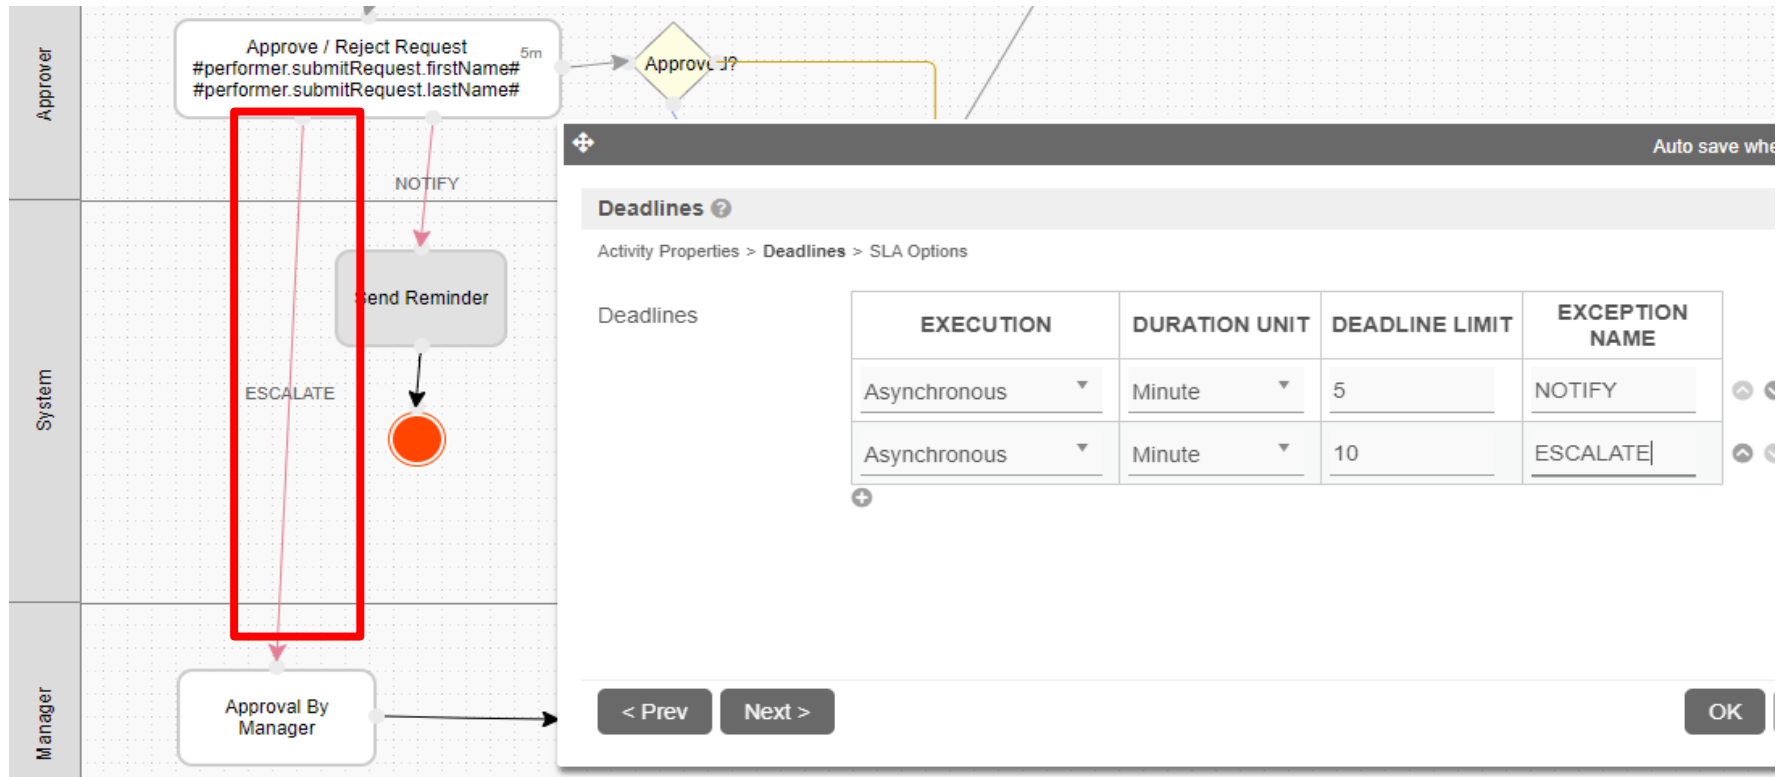 Approver
Approve / Reject Request
#performer.submitRequest.firstName#
#performer.submitRequest.lastName#
5m
NOTIFY
System
Send Reminder
ESCALATE
Manager
Approval By
Manager
Auto save
Deadlines
Activity Properties > Deadlines > SLA Options
Deadlines
EXECUTION DURATION UNIT DEADLINE LIMIT EXCEPTION
NAME
Asynchronous Minute 5 NOTIFY
Asynchronous Minute 10 ESCALATE
< Prev Next > OK